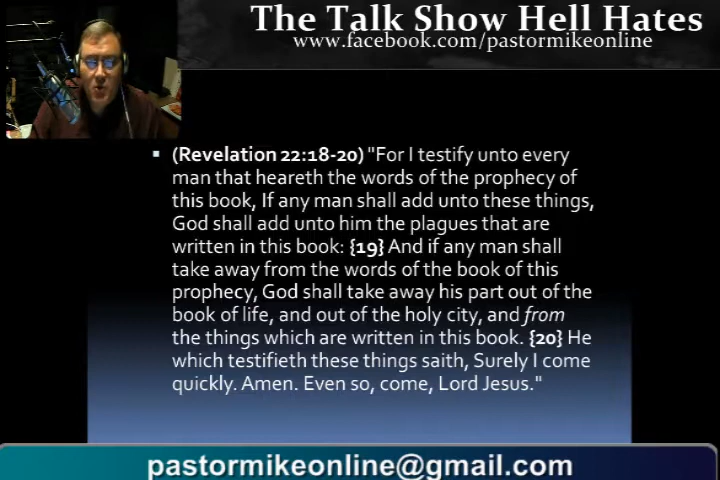 The Talk Show Hell Hates
www.facebook.com/pastormikeonline
(Revelation 22:18-20) "For I testify unto every
man that heareth the words of the prophecy of
this book, If any man shall add unto these things,
God shall add unto him the plagues that are
written in this book: {19} And if any man shall
take away from the words of the book of this
prophecy, God shall take away his part out of the
book of life, and out of the holy city, and from
the things which are written in this book. {20} He
which testifieth these things saith, Surely I come
quickly. Amen. Even so, come, Lord Jesus."
pastormikeonline@gmail.com